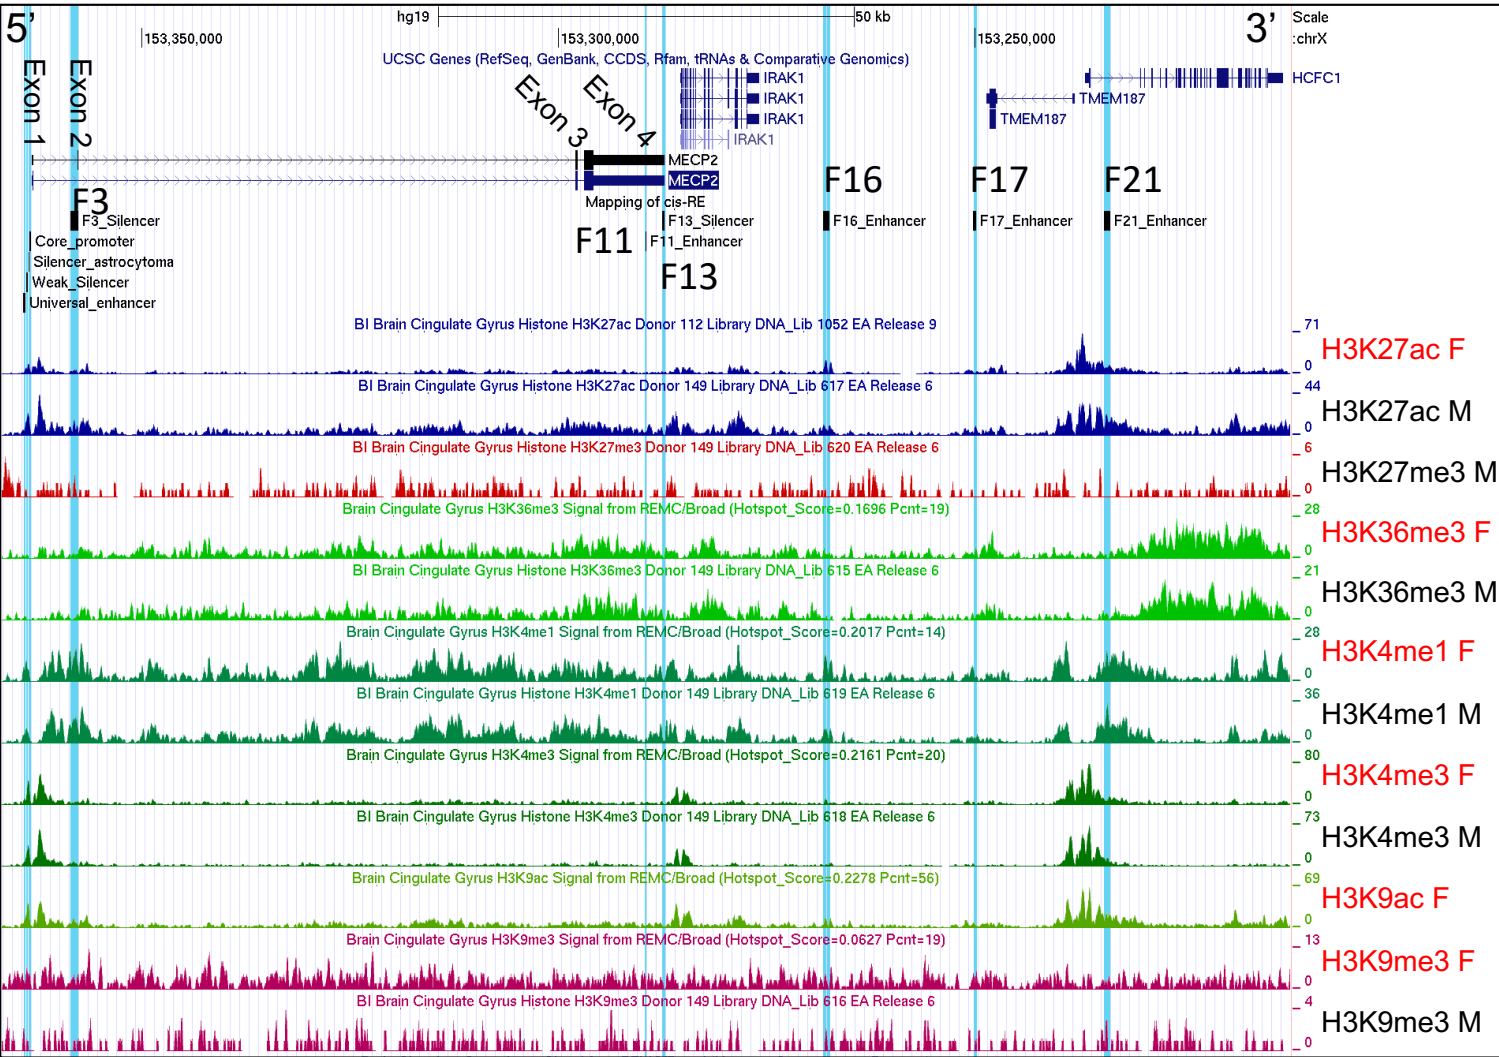 5’
hg19
50 kb
3’
Scale
153,350,000
153,300,000
153,250,000
:chrX
UCSC Genes (RefSeq, GenBank, CCDS, Rfam, tRNAs & Comparative Genomics)
Exon 1
Exon 2
Exon 3
Exon 4
IRAK1
HCFC1
IRAK1
TMEM187
IRAK1
TMEM187
IRAK1
MECP2
MECP2
F3
F16
F17
F21
Mapping of cis-RE
F3_Silencer
F13_Silencer
F16_Enhancer
F17_Enhancer
F21_Enhancer
Core_promoter
F11
F11_Enhancer
Silencer_astrocytoma
F13
Weak_Silencer
Universal_enhancer
BI Brain Cingulate Gyrus Histone H3K27ac Donor 112 Library DNA_Lib 1052 EA Release 9
71
0
H3K27ac F
BI Brain Cingulate Gyrus Histone H3K27ac Donor 149 Library DNA_Lib 617 EA Release 6
44
0
H3K27ac M
BI Brain Cingulate Gyrus Histone H3K27me3 Donor 149 Library DNA_Lib 620 EA Release 6
6
0
H3K27me3 M
Brain Cingulate Gyrus H3K36me3 Signal from REMC/Broad (Hotspot_Score=0.1696 Pcnt=19)
28
0
H3K36me3 F
BI Brain Cingulate Gyrus Histone H3K36me3 Donor 149 Library DNA_Lib 615 EA Release 6
21
0
H3K36me3 M
Brain Cingulate Gyrus H3K4me1 Signal from REMC/Broad (Hotspot_Score=0.2017 Pcnt=14)
28
0
H3K4me1 F
BI Brain Cingulate Gyrus Histone H3K4me1 Donor 149 Library DNA_Lib 619 EA Release 6
36
0
H3K4me1 M
Brain Cingulate Gyrus H3K4me3 Signal from REMC/Broad (Hotspot_Score=0.2161 Pcnt=20)
80
0
H3K4me3 F
BI Brain Cingulate Gyrus Histone H3K4me3 Donor 149 Library DNA_Lib 618 EA Release 6
73
0
H3K4me3 M
Brain Cingulate Gyrus H3K9ac Signal from REMC/Broad (Hotspot_Score=0.2278 Pcnt=56)
69
0
H3K9ac F
Brain Cingulate Gyrus H3K9me3 Signal from REMC/Broad (Hotspot_Score=0.0627 Pcnt=19)
13
0
H3K9me3 F
BI Brain Cingulate Gyrus Histone H3K9me3 Donor 149 Library DNA_Lib 616 EA Release 6
4
0
H3K9me3 M